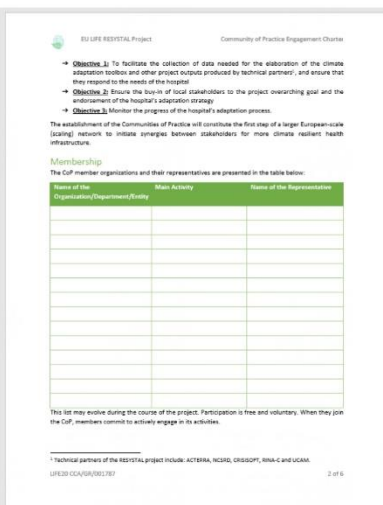 EU LIFE RESYSTAL Project Community of Practice Engagement Charter
→ Objective 1: To facilitate the collection of data needed for the elaboration of the climate
adaptation toolbox and other project outputs produced by technical partners¹, and ensure that
they respond to the needs of the hospital
→ Objective 2: Ensure the buy-in of local stakeholders to the project overarching goal and the
endorsement of the hospital's adaptation strategy
→ Objective 3: Monitor the progress of the hospital's adaptation process.
The establishment of the Communities of Practice will constitute the first step of a larger European-scale
(scaling) network to initiate synergies between stakeholders for more climate resilient health
infrastructure.
Membership
The CoP member organizations and their representatives are presented in the table below:
Name of the Main Activity Name of the Representative
Organisation/Department/Entity
This list may evolve during the course of the project. Participation is free and voluntary. When they join
the CoP, members commit to actively engage in its activities.
¹ Technical partners of the RESYSTAL project include: ACTERRA, NCSRD, CRISISOFT, RINA-C and UCAM.
LIFE20 CCA/GR/001787 2 of 6